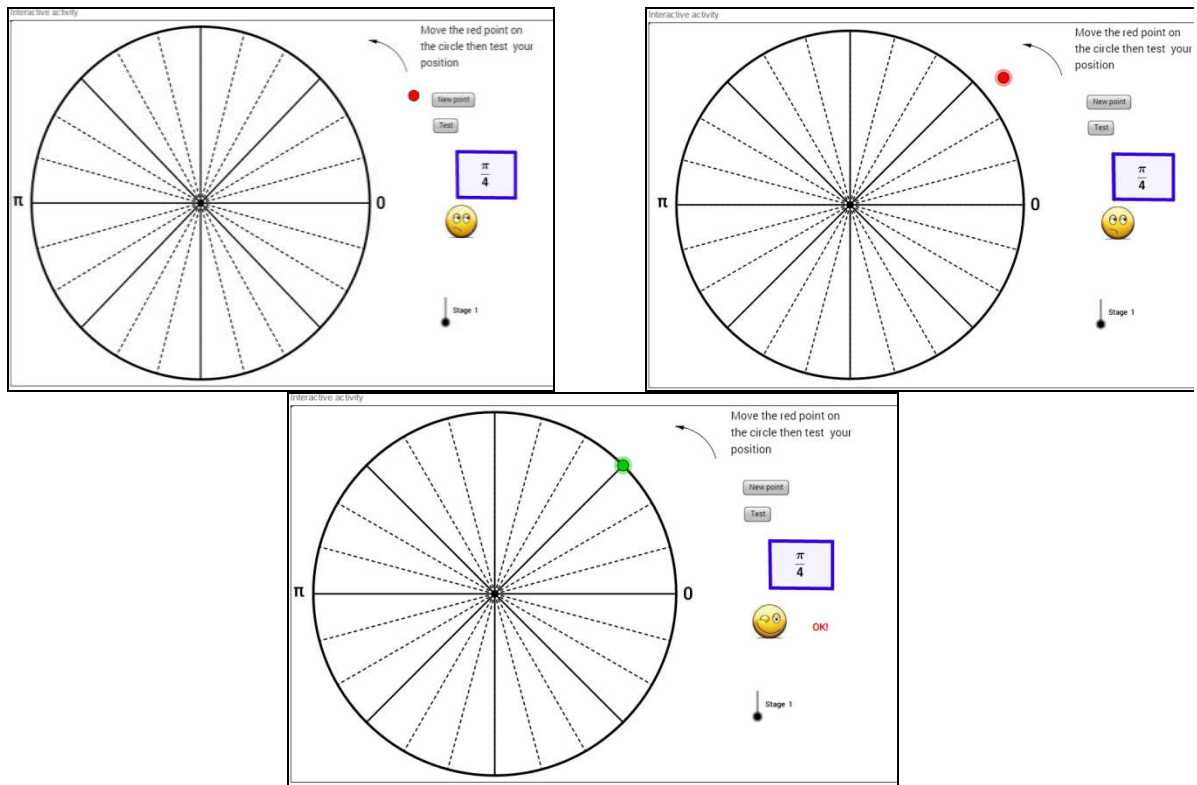 Interactive activity
Move the red point on
the circle then test your
position
New point
Test
π
4
π
0
Stage 1
Interactive activity
Move the red point on
the circle then test your
position
New point
Test
π
4
π
0
Stage 1
Interactive activity
Move the red point on
the circle then test your
position
New point
Test
π
4
π
0
OK!
Stage 1